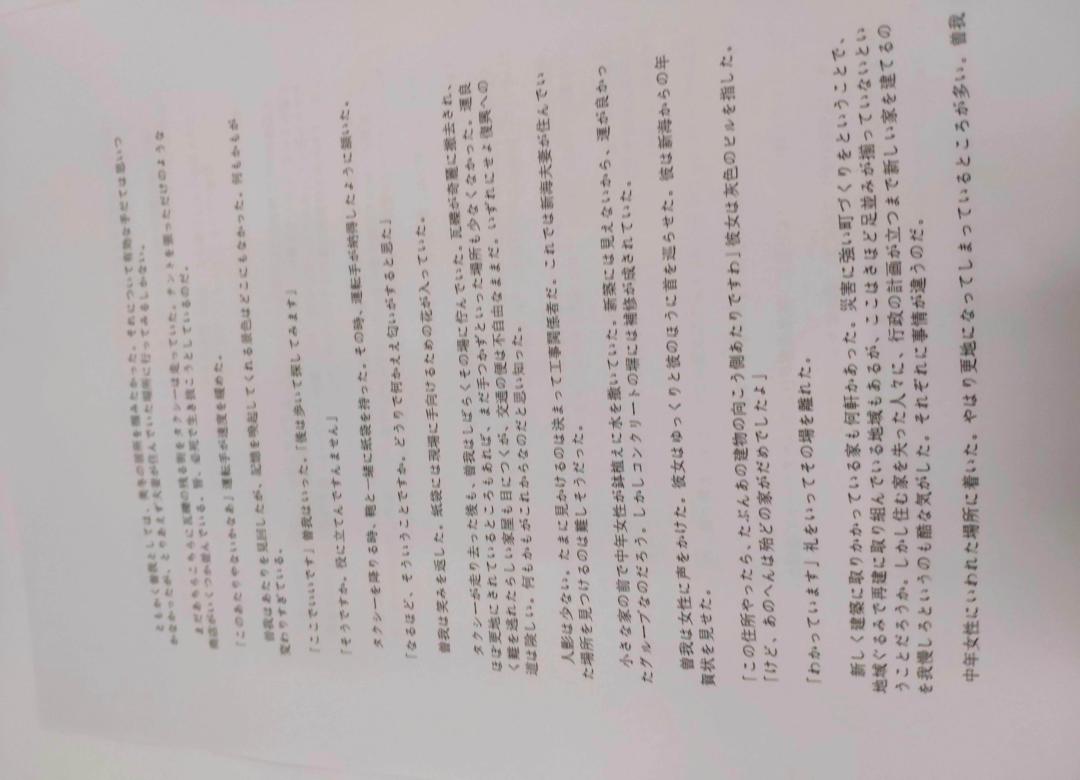 ともかく曽我としては、美冬の消息を掴みたかった。それについて有効な手だては思いつ
かなかったが、とりあえず夫妻が住んでいた場所に行ってみるしかない。
まだあちこちに瓦礫の残る街をタクシーは走っていた。テントを張っただけのような
商店がいくつか並んでいる。皆、必死で生き抜こうとしているのだ。
「このあたりやないかなあ」運転手が速度を緩めた。
曽我はあたりを見回したが、記憶を喚起してくれる景色はどこにもなかった。何もかもが
変わりすぎている。
「ここでいいです」曽我はいった。「後は歩いて探してみます」
「そうですか。役に立てんですんません」
タクシーを降りる時、鞄と一緒に紙袋を持った。その時、運転手が納得したように頷いた。
「なるほど、そういうことですか。どうりで何かええ匂いがすると思た」
曽我は笑みを返した。紙袋には現場に手向けるための花が入っていた。
タクシーが走り去った後も、曽我はしばらくその場に佇んでいた。瓦礫が奇麗に撤去され、
ほぼ更地にされているところもあれば、まだ手つかずといった場所も少なくなかった。運良
く難を逃れたらしい家屋も目につくが、交通の便は不自由なままだ。いずれにせよ復興への
道は険しい。何もかもがこれからなのだと思い知った。
人影は少ない。たまに見かけるのは決まって工事関係者だ。これでは新海夫妻が住んでい
た場所を見つけるのは難しそうだった。
小さな家の前で中年女性が鉢植えに水を撒いていた。新築には見えないから、運が良かっ
たグループなのだろう。しかしコンクリートの塀には補修が成されていた。
曽我は女性に声をかけた。彼女はゆっくりと彼のほうに首を巡らせた。彼は新海からの年
賀状を見せた。
「この住所やったら、たぶんあの建物の向こう側あたりですわ」彼女は灰色のビルを指した。
「けど、あのへんは殆どの家がだめでしたよ」
「わかっています」礼をいってその場を離れた。
新しく建築に取りかかっている家も何軒かあった。災害に強い町づくりをということで、
地域ぐるみで再建に取り組んでいる地域もあるが、ここはさほど足並みが揃っていないとい
うことだろうか。しかし住む家を失った人々に、行政の計画が立つまで新しい家を建てるの
を我慢しろというのも酷な気がした。それぞれに事情が違うのだ。
中年女性にいわれた場所に着いた。やはり更地になってしまっているところが多い。曽我